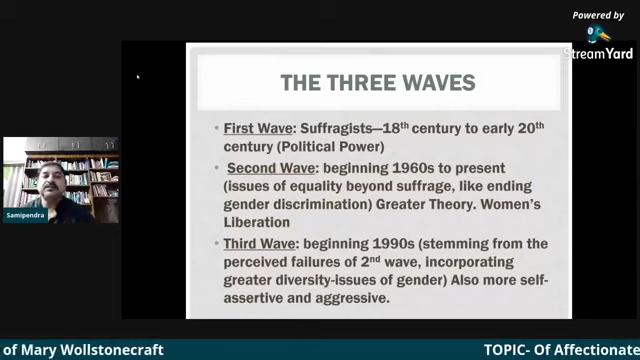 Powered by
StreamYard
THE THREE WAVES
• First Wave: Suffragists—18th century to early 20th
century (Political Power)
• Second Wave: beginning 1960s to present
(issues of equality beyond suffrage, like ending
gender discrimination) Greater Theory. Women's
Liberation
• Third Wave: beginning 1990s (stemming from the
perceived failures of 2nd wave, incorporating
greater diversity-issues of gender) Also more self-
assertive and aggressive.
Samipendra
of Mary Wollstonecraft
TOPIC- Of Affectionate